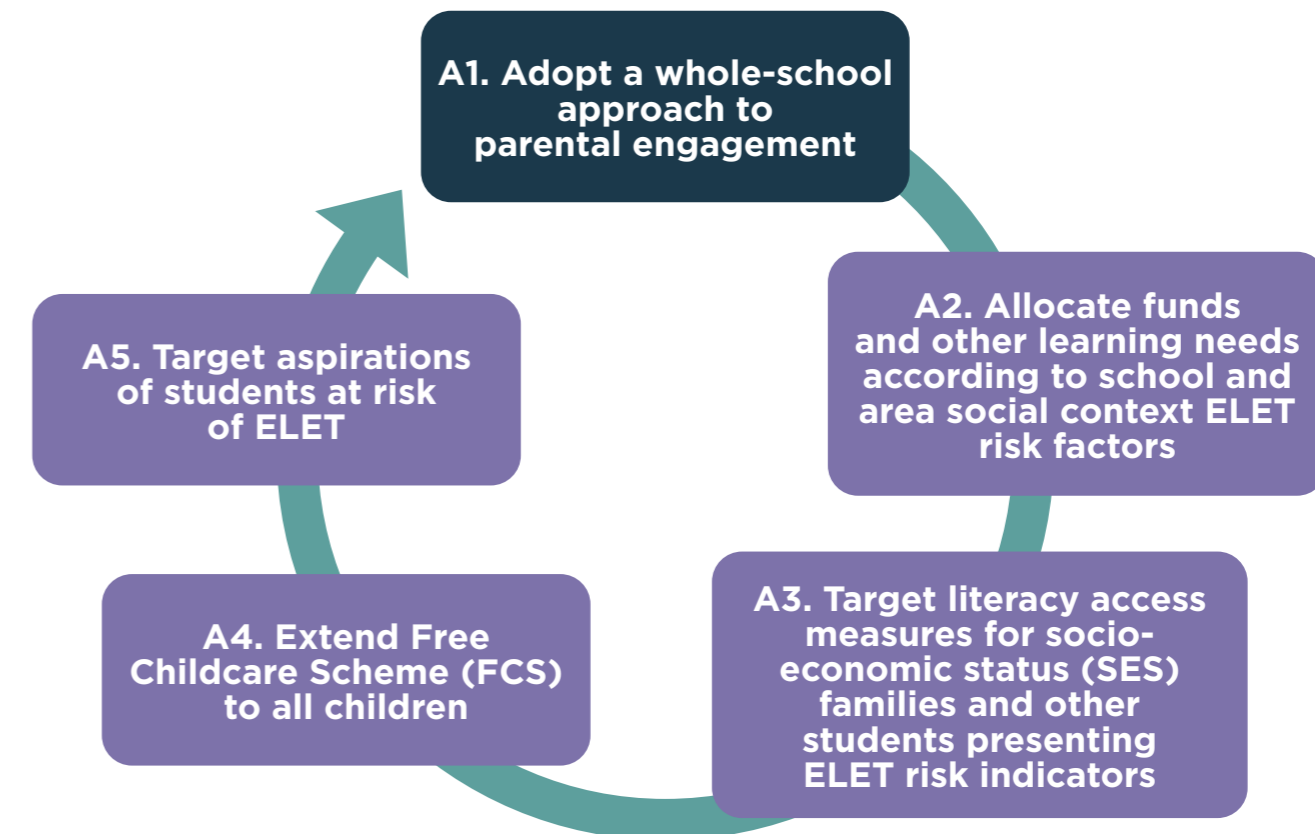 A1. Adopt a whole-school
approach to
parental engagement
A2. Allocate funds
and other learning needs
according to school and
area social context ELET
risk factors
A3. Target literacy access
measures for socio-
economic status (SES)
families and other
students presenting
ELET risk indicators
A4. Extend Free
Childcare Scheme (FCS)
to all children
A5. Target aspirations
of students at risk
of ELET